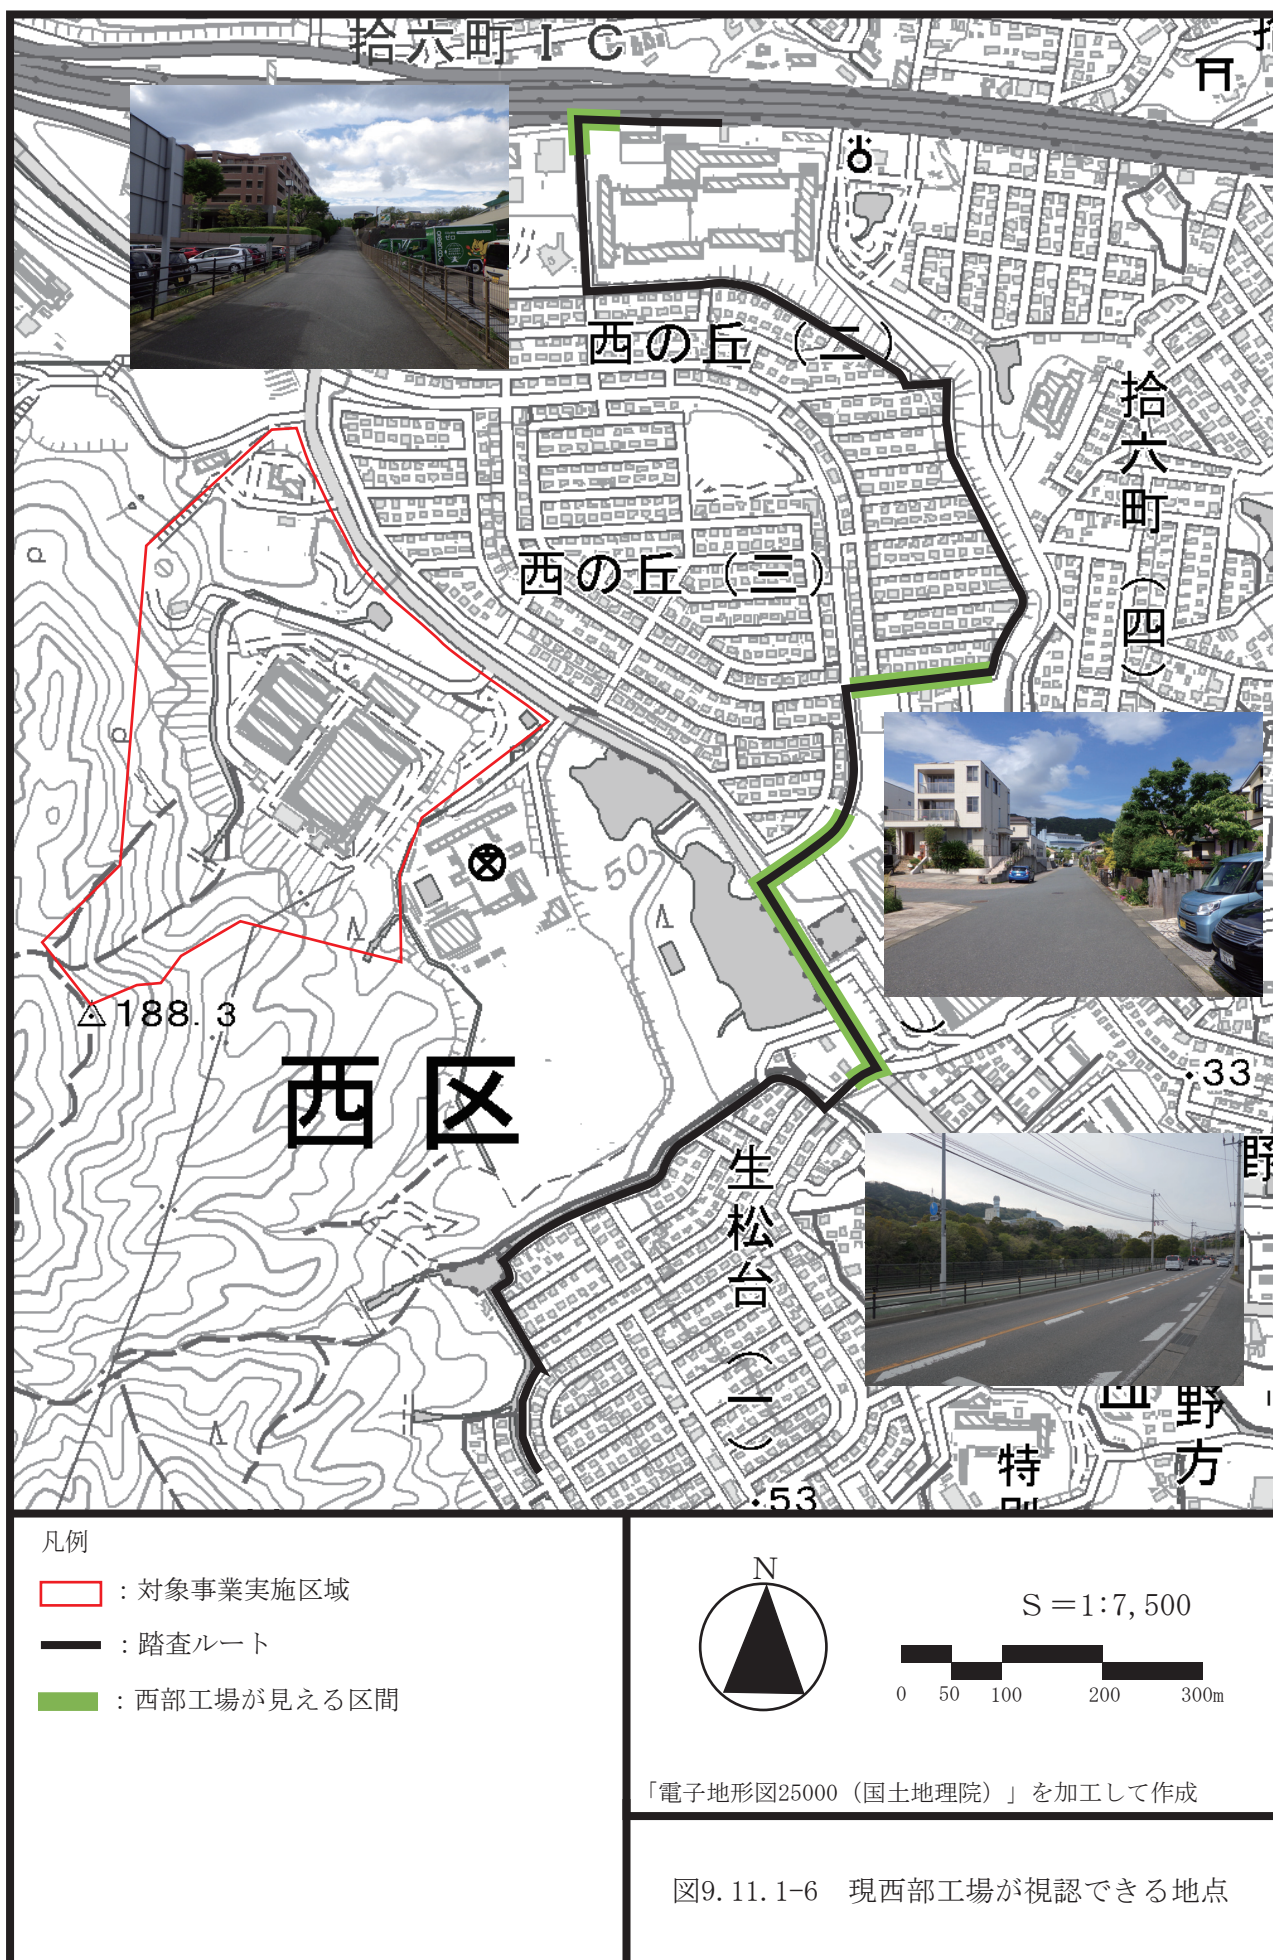 拾六町ＩＣ
西の丘（二）
拾六町（四）
西の丘（三）
50
188.3
西区
33
生松台（一）
野方
特別
53
凡例
：対象事業実施区域
：踏査ルート
：西部工場が見える区間
N
Ｓ＝1:7,500
0 50 100 200 300m
「電子地形図25000（国土地理院）」を加工して作成
図9.11.1-6 現西部工場が視認できる地点